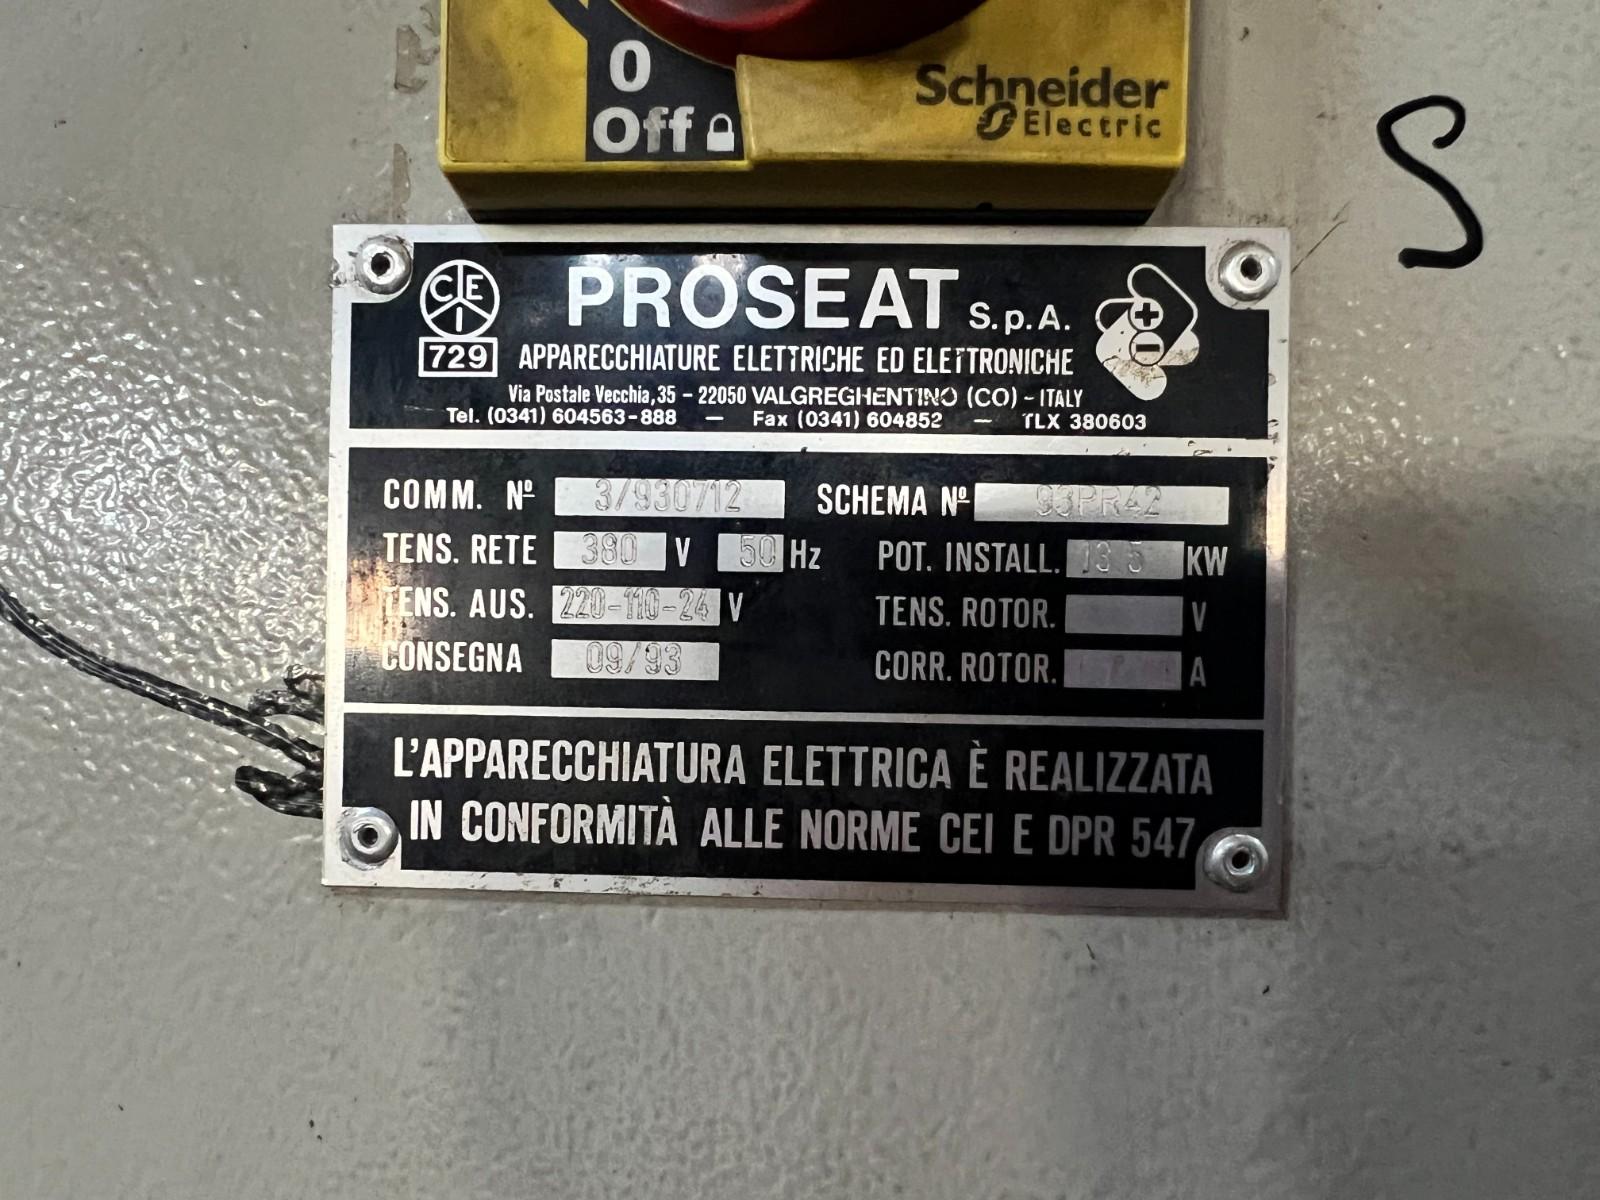 0
Off
Schneider
Electric
S
CEI
729
PROSEAT S.p.A.
APPARECCHIATURE ELETTRICHE ED ELETTRONICHE
Via Postale Vecchia, 35 - 22050 VALGREGHENTINO (CO) - ITALY
Tel. (0341) 604563-888 — Fax (0341) 604852 — TLX 380603
COMM. Nº 3/930712 SCHEMA Nº 93PR42
TENS. RETE 380 V 50 Hz POT. INSTALL. 13 5 KW
TENS. AUS. 220-110-24 V TENS. ROTOR. V
CONSEGNA 09/93 CORR. ROTOR. A
L'APPARECCHIATURA ELETTRICA È REALIZZATA
IN CONFORMITÀ ALLE NORME CEI E DPR 547